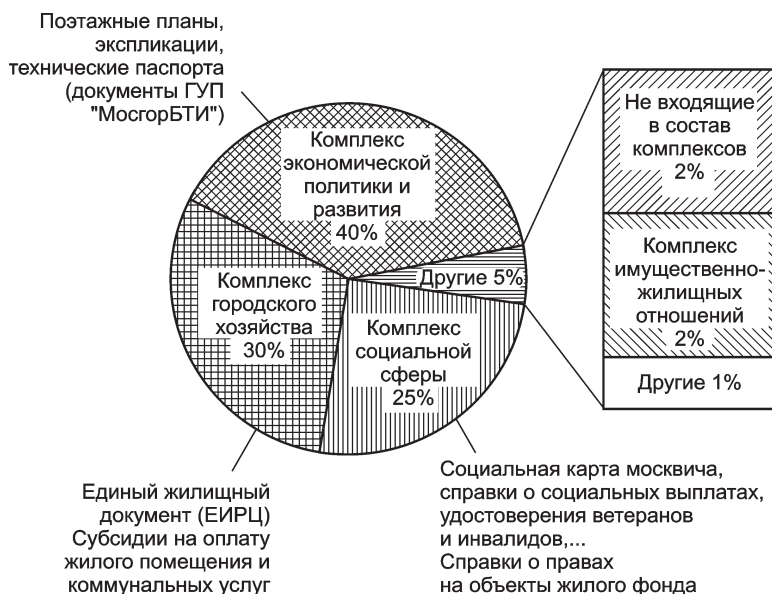 Поэтажные планы,
экспликации,
технические паспорта
(документы ГУП
"МосгорБТИ")
Комплекс
экономической
политики и
развития
40%
Не входящие
в состав
комплексов
2%
Комплекс
имущественно-
жилищных
отношений
2%
Другие 1%
Другие 5%
Комплекс
городского
хозяйства
30%
Комплекс
социальной
сферы
25%
Единый жилищный
документ (ЕИРЦ)
Субсидии на оплату
жилого помещения и
коммунальных услуг
Социальная карта москвича,
справки о социальных выплатах,
удостоверения ветеранов
и инвалидов,...
Справки о правах
на объекты жилого фонда